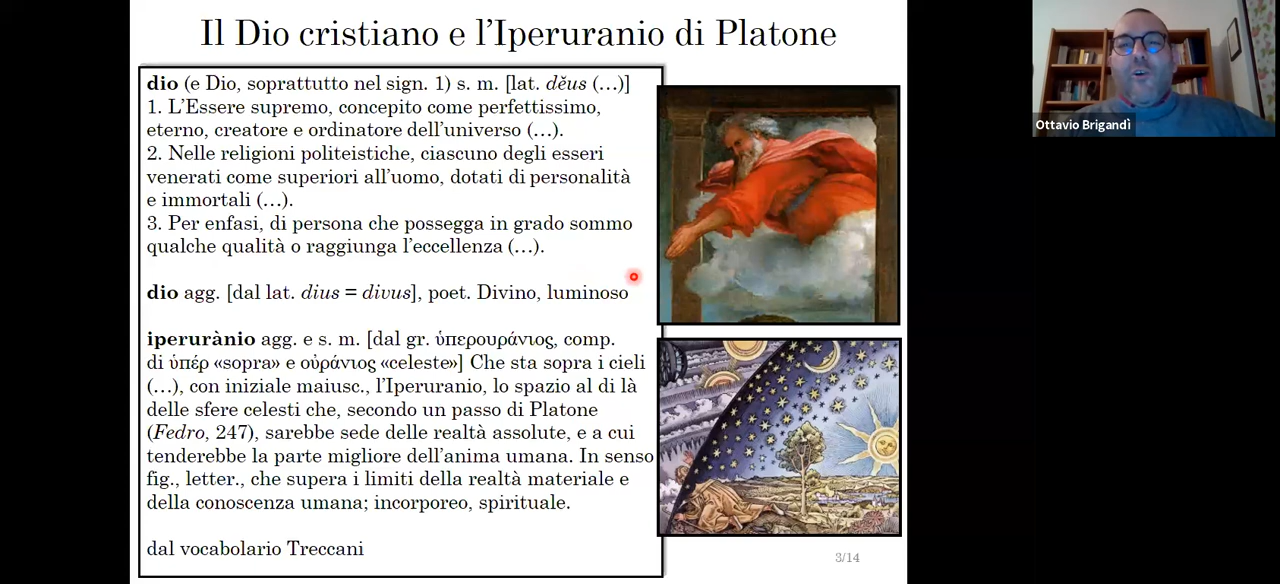 Il Dio cristiano e l’Iperuranio di Platone
dio (e Dio, soprattutto nel sign. 1) s. m. [lat. dĕus (…)]
1. L’Essere supremo, concepito come perfettissimo,
eterno, creatore e ordinatore dell’universo (…).
2. Nelle religioni politeistiche, ciascuno degli esseri
venerati come superiori all’uomo, dotati di personalità
e immortali (…).
3. Per enfasi, di persona che possegga in grado sommo
qualche qualità o raggiunga l’eccellenza (…).
dio agg. [dal lat. dius = divus], poet. Divino, luminoso
iperurànio agg. e s. m. [dal gr. ὑπερουράνιος, comp.
di ὑπέρ «sopra» e οὐράνιος «celeste»] Che sta sopra i cieli
(…), con iniziale maiusc., l’Iperuranio, lo spazio al di là
delle sfere celesti che, secondo un passo di Platone
(Fedro, 247), sarebbe sede delle realtà assolute, e a cui
tenderebbe la parte migliore dell’anima umana. In senso
fig., letter., che supera i limiti della realtà materiale e
della conoscenza umana; incorporeo, spirituale.
dal vocabolario Treccani
3/14
Ottavio Brigandì